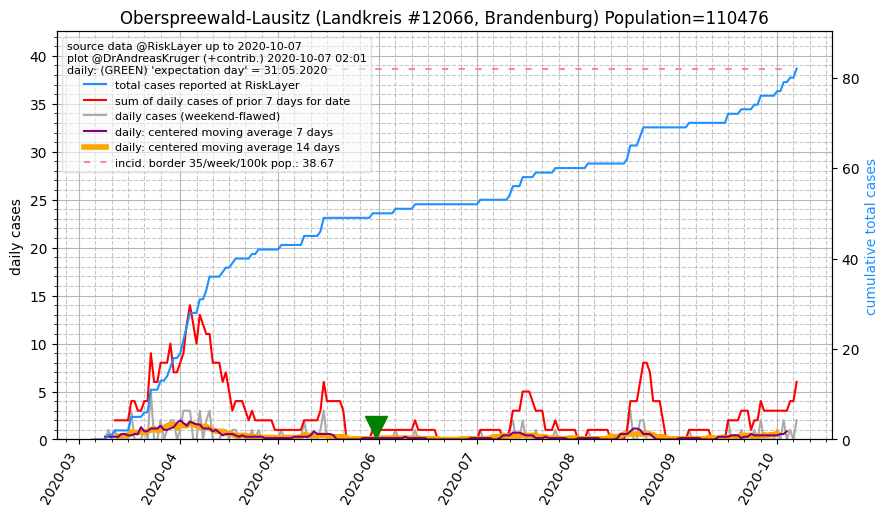 Oberspreewald-Lausitz (Landkreis #12066, Brandenburg) Population=110476
source data @RiskLayer up to 2020-10-07
plot @DrAndreasKruger (+contrib.) 2020-10-07 02:01
daily: (GREEN) 'expectation day' = 31.05.2020
total cases reported at RiskLayer
sum of daily cases of prior 7 days for date
daily cases (weekend-flawed)
daily: centered moving average 7 days
daily: centered moving average 14 days
incid. border 35/week/100k pop.: 38.67
daily cases
40
35
30
25
20
15
10
5
0
cumulative total cases
80
60
40
20
0
2020-03
2020-04
2020-05
2020-06
2020-07
2020-08
2020-09
2020-10